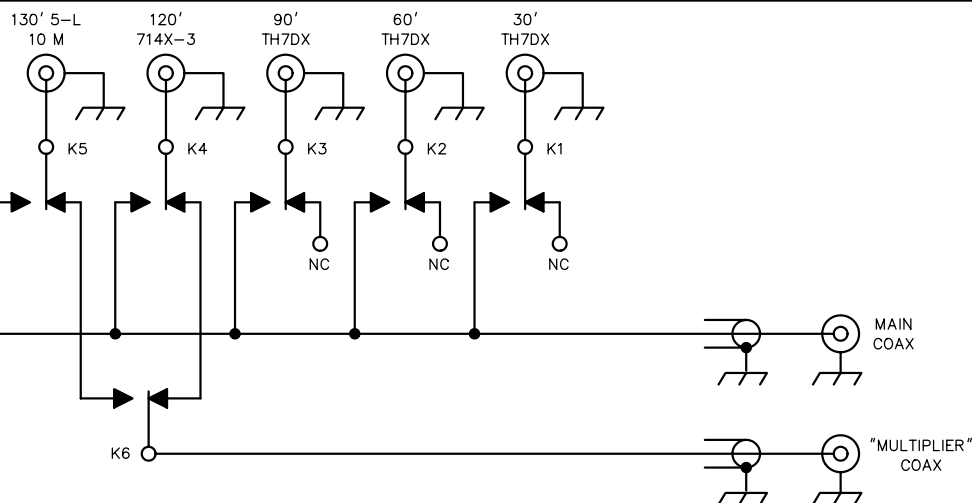 130' 5-L
10 M
120'
714X-3
90'
TH7DX
60'
TH7DX
30'
TH7DX
K5
K4
K3
K2
K1
NC
NC
NC
MAIN
COAX
K6
"MULTIPLIER"
COAX